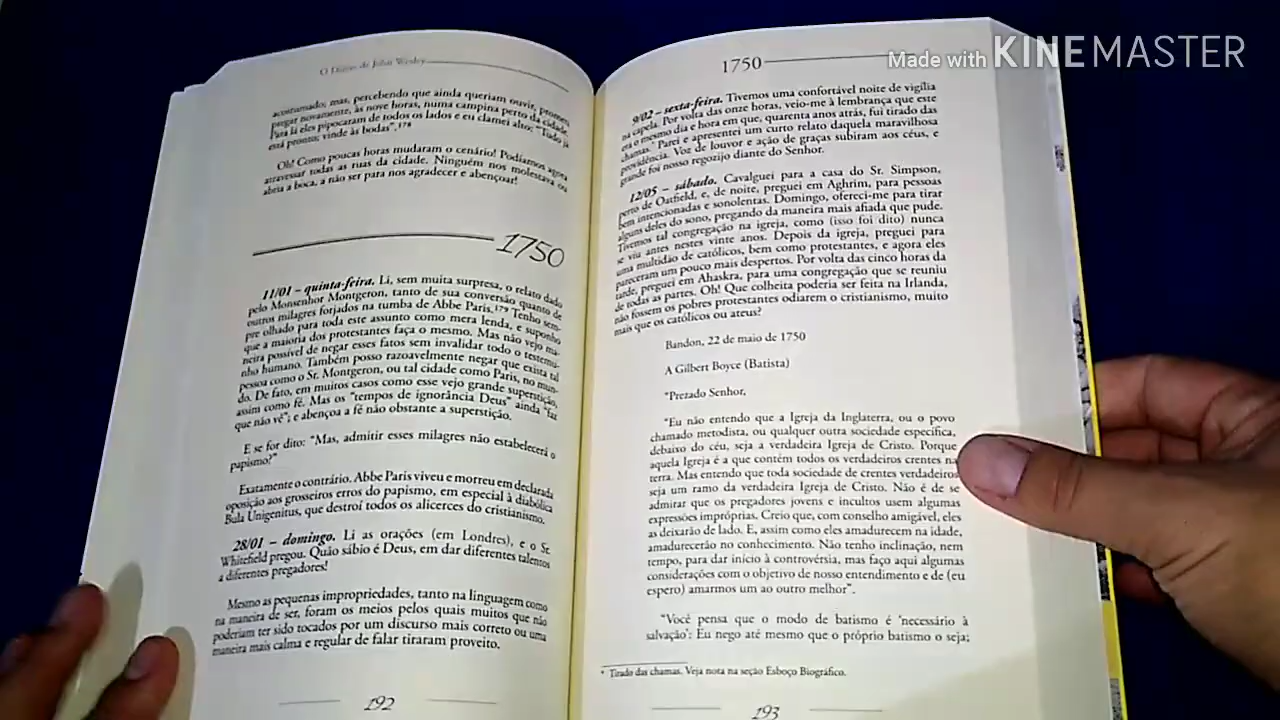 Made with KINEMASTER
O Diário de John Wesley
acostumado; mas, percebendo que ainda queriam ouvir, prometi
pregar novamente, às nove horas, numa campina perto da cidade.
Para lá eles pipocaram de todos os lados e eu clamei alto: "Tudo já
está pronto; vinde às bodas".178
Oh! Como poucas horas mudaram o cenário! Podíamos agora
atravessar todas as ruas da cidade. Ninguém nos molestava ou
abria a boca, a não ser para nos agradecer e abençoar!
1750
11/01 – quinta-feira. Li, sem muita surpresa, o relato dado
pelo Monsenhor Montgeron, tanto de sua conversão quanto de
outros milagres forjados na tumba de Abbe Paris.179 Tenho sem-
pre olhado para toda este assunto como mera lenda, e suponho
que a maioria dos protestantes faça o mesmo. Mas não vejo ma-
neira possível de negar esses fatos sem invalidar todo o testemu-
nho humano. Também posso razoavelmente negar que exista tal
pessoa como o Sr. Montgeron, ou tal cidade como Paris, no mun-
do. De fato, em muitos casos como esse vejo grande superstição,
assim como fé. Mas os "tempos de ignorância Deus" ainda "faz
que não vê"; e abençoa a fé não obstante a superstição.
E se for dito: "Mas, admitir esses milagres não estabelecerá o
papismo?"
Exatamente o contrário. Abbe Paris viveu e morreu em declarada
oposição aos grosseiros erros do papismo, em especial à diabólica
Bula Unigenitus, que destrói todos os alicerces do cristianismo.
28/01 – domingo. Li as orações (em Londres), e o Sr.
Whitefield pregou. Quão sábio é Deus, em dar diferentes talentos
a diferentes pregadores!
Mesmo as pequenas impropriedades, tanto na linguagem como
na maneira de ser, foram os meios pelos quais muitos que não
poderiam ter sido tocados por um discurso mais correto ou uma
maneira mais calma e regular de falar tiraram proveito.
192
1750
9/02 – sexta-feira. Tivemos uma confortável noite de vigília
na capela. Por volta das onze horas, veio-me à lembrança que este
era o mesmo dia e hora em que, quarenta anos atrás, fui tirado das
chamas.* Parei e apresentei um curto relato daquela maravilhosa
providência. Voz de louvor e ação de graças subiram aos céus, e
grande foi nosso regozijo diante do Senhor.
12/05 – sábado. Cavalguei para a casa do Sr. Simpson,
perto de Oatfield, e, de noite, preguei em Aghrim, para pessoas
bem intencionadas e sonolentas. Domingo, ofereci-me para tirar
alguns deles do sono, pregando da maneira mais afiada que pude.
Tivemos tal congregação na igreja, como (isso foi dito) nunca
se viu antes nestes vinte anos. Depois da igreja, preguei para
uma multidão de católicos, bem como protestantes, e agora eles
pareceram um pouco mais despertos. Por volta das cinco horas da
tarde, preguei em Ahaskra, para uma congregação que se reuniu
de todas as partes. Oh! Que colheita poderia ser feita na Irlanda,
não fossem os pobres protestantes odiarem o cristianismo, muito
mais que os católicos ou ateus?
Bandon, 22 de maio de 1750
A Gilbert Boyce (Batista)
"Prezado Senhor,
"Eu não entendo que a Igreja da Inglaterra, ou o povo
chamado metodista, ou qualquer outra sociedade específica,
debaixo do céu, seja a verdadeira Igreja de Cristo. Porque
aquela Igreja é a que contém todos os verdadeiros crentes na
terra. Mas entendo que toda sociedade de crentes verdadeiros
seja um ramo da verdadeira Igreja de Cristo. Não é de se
admirar que os pregadores jovens e incultos usem algumas
expressões impróprias. Creio que, com conselho amigável, eles
as deixarão de lado. E, assim como eles amadurecem na idade,
amadurecerão no conhecimento. Não tenho inclinação, nem
tempo, para dar início à controvérsia, mas faço aqui algumas
considerações com o objetivo de nosso entendimento e de (eu
espero) amarmos um ao outro melhor".
"Você pensa que o modo de batismo é 'necessário à
salvação': Eu nego até mesmo que o próprio batismo o seja;
* Tirado das chamas. Veja nota na seção Esboço Biográfico.
193